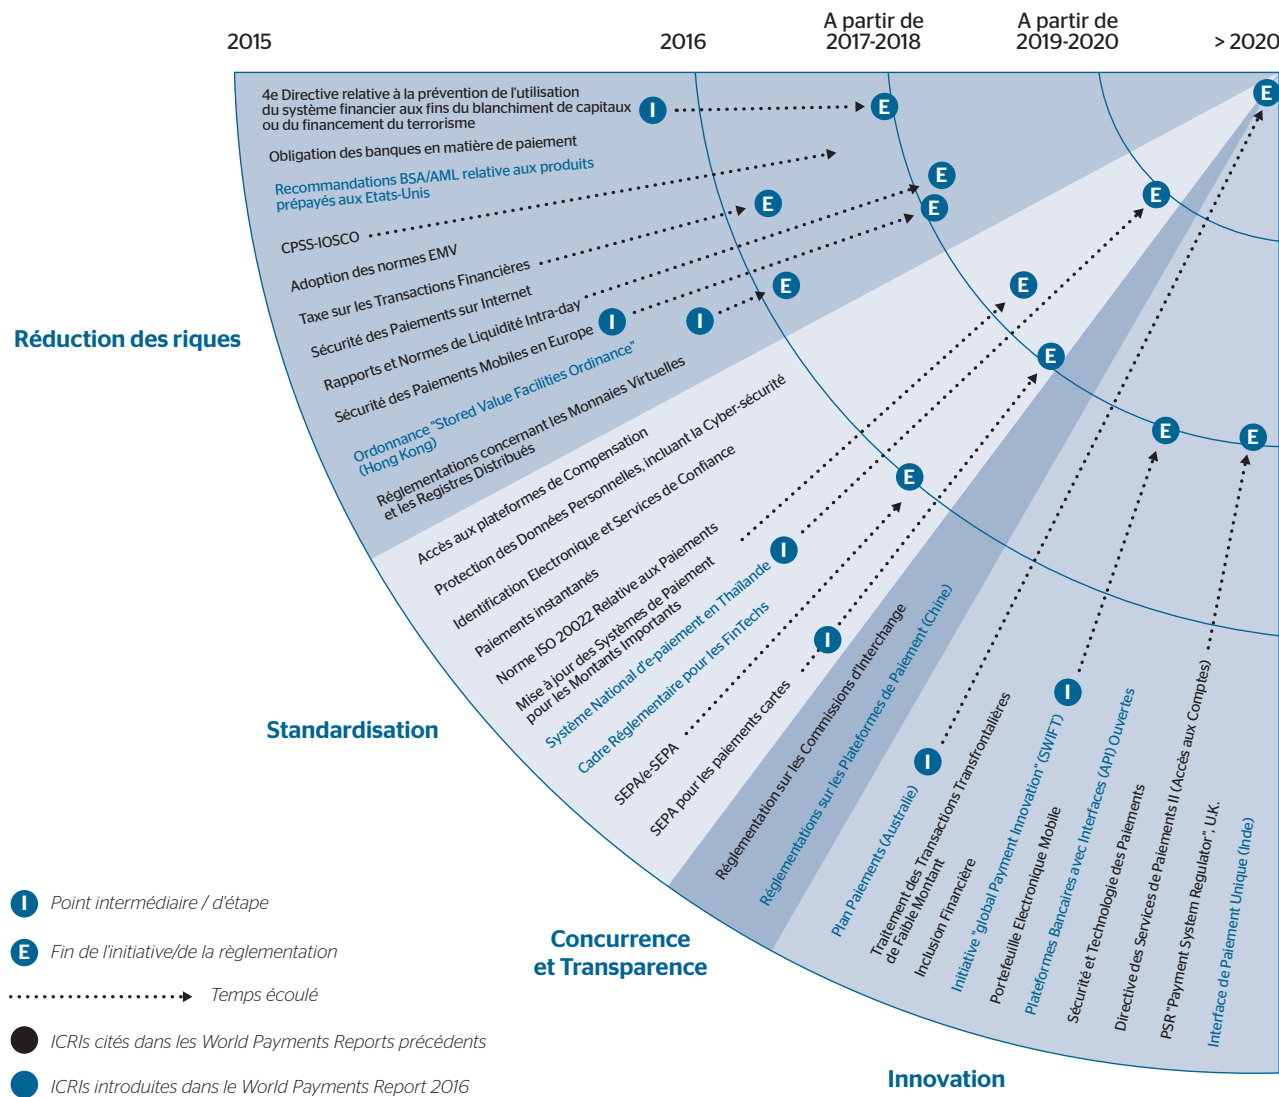 2015
2016
A partir de
2017-2018
A partir de
2019-2020
> 2020
4e Directive relative à la prévention de l'utilisation
du système financier aux fins du blanchiment de capitaux
ou du financement du terrorisme
I
E
E
Obligation des banques en matière de paiement
Recommandations BSA/AML relative aux produits
prépayés aux Etats-Unis
E
CPSS-IOSCO
E
E
E
Adoption des normes EMV
Taxe sur les Transactions Financières
E
E
Sécurité des Paiements sur Internet
Rapports et Normes de Liquidité Intra-day
Sécurité des Paiements Mobiles en Europe
I
I
Réduction des riques
Ordonnance "Stored Value Facilities Ordinance"
(Hong Kong)
E
Réglementations concernant les Monnaies Virtuelles
et les Registres Distribués
Accès aux plateformes de Compensation
E
E
Protection des Données Personnelles, incluant la Cyber-sécurité
E
Identification Electronique et Services de Confiance
Paiements instantanés
Norme ISO 20022 Relative aux Paiements
Mise à jour des Systèmes de Paiement
pour les Montants Importants
I
Système National d'e-paiement en Thaïlande
Cadre Réglementaire pour les FinTechs
I
SEPA/e-SEPA
SEPA pour les paiements cartes
Standardisation
Réglementation sur les Commissions d'Interchange
Réglementations sur les Plateformes de Paiement (Chine)
I
I
Plan Paiements (Australie)
Traitement des Transactions Transfrontalières
de Faible Montant
Inclusion Financière
Initiative "global Payment Innovation" (SWIFT)
Portefeuille Electronique Mobile
Plateformes Bancaires avec Interfaces (API) Ouvertes
Sécurité et Technologie des Paiements
Directive des Services de Paiements II (Accès aux Comptes)
PSR "Payment System Regulator", U.K.
Interface de Paiement Unique (Inde)
Concurrence
et Transparence
Innovation
I Point intermédiaire / d'étape
E Fin de l'initiative/de la règlementation
Temps écoulé
ICRIs cités dans les World Payments Reports précédents
ICRIs introduites dans le World Payments Report 2016